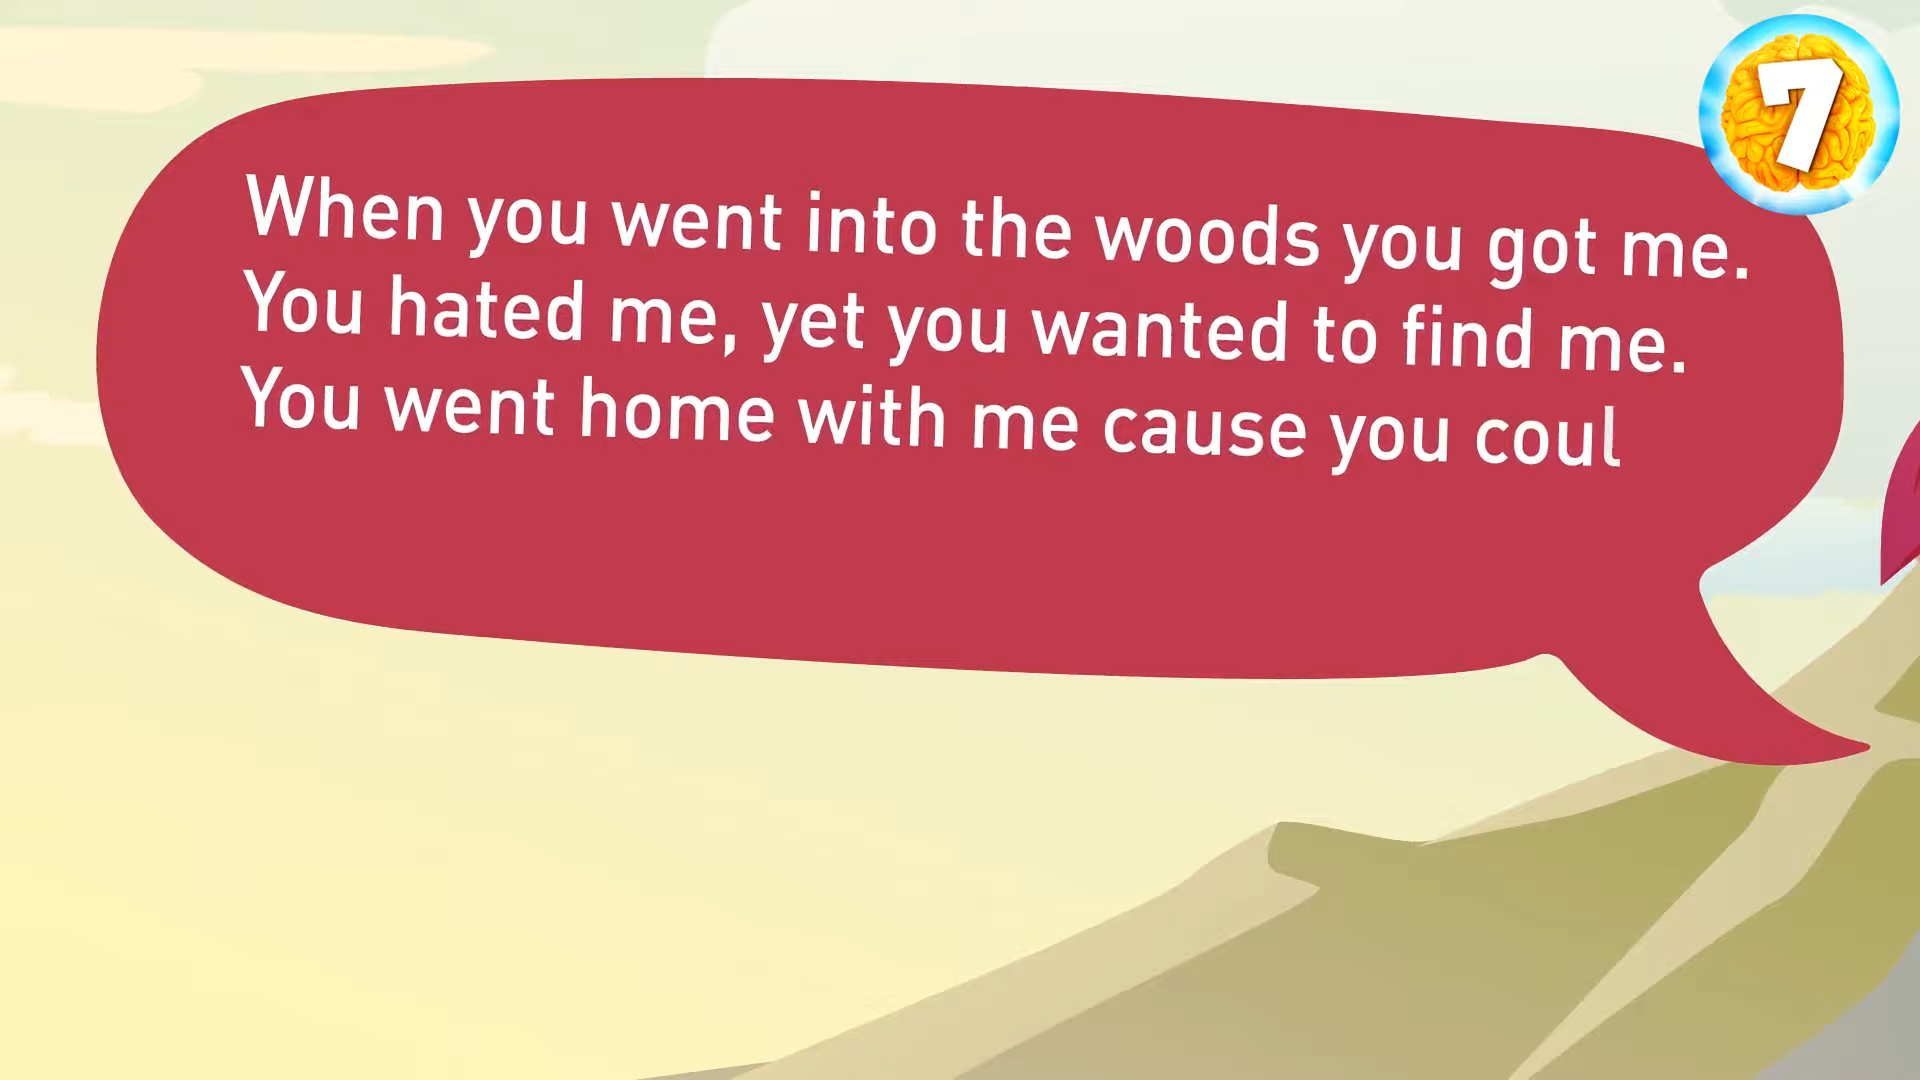 7
When you went into the woods you got me.
You hated me, yet you wanted to find me.
You went home with me cause you coul